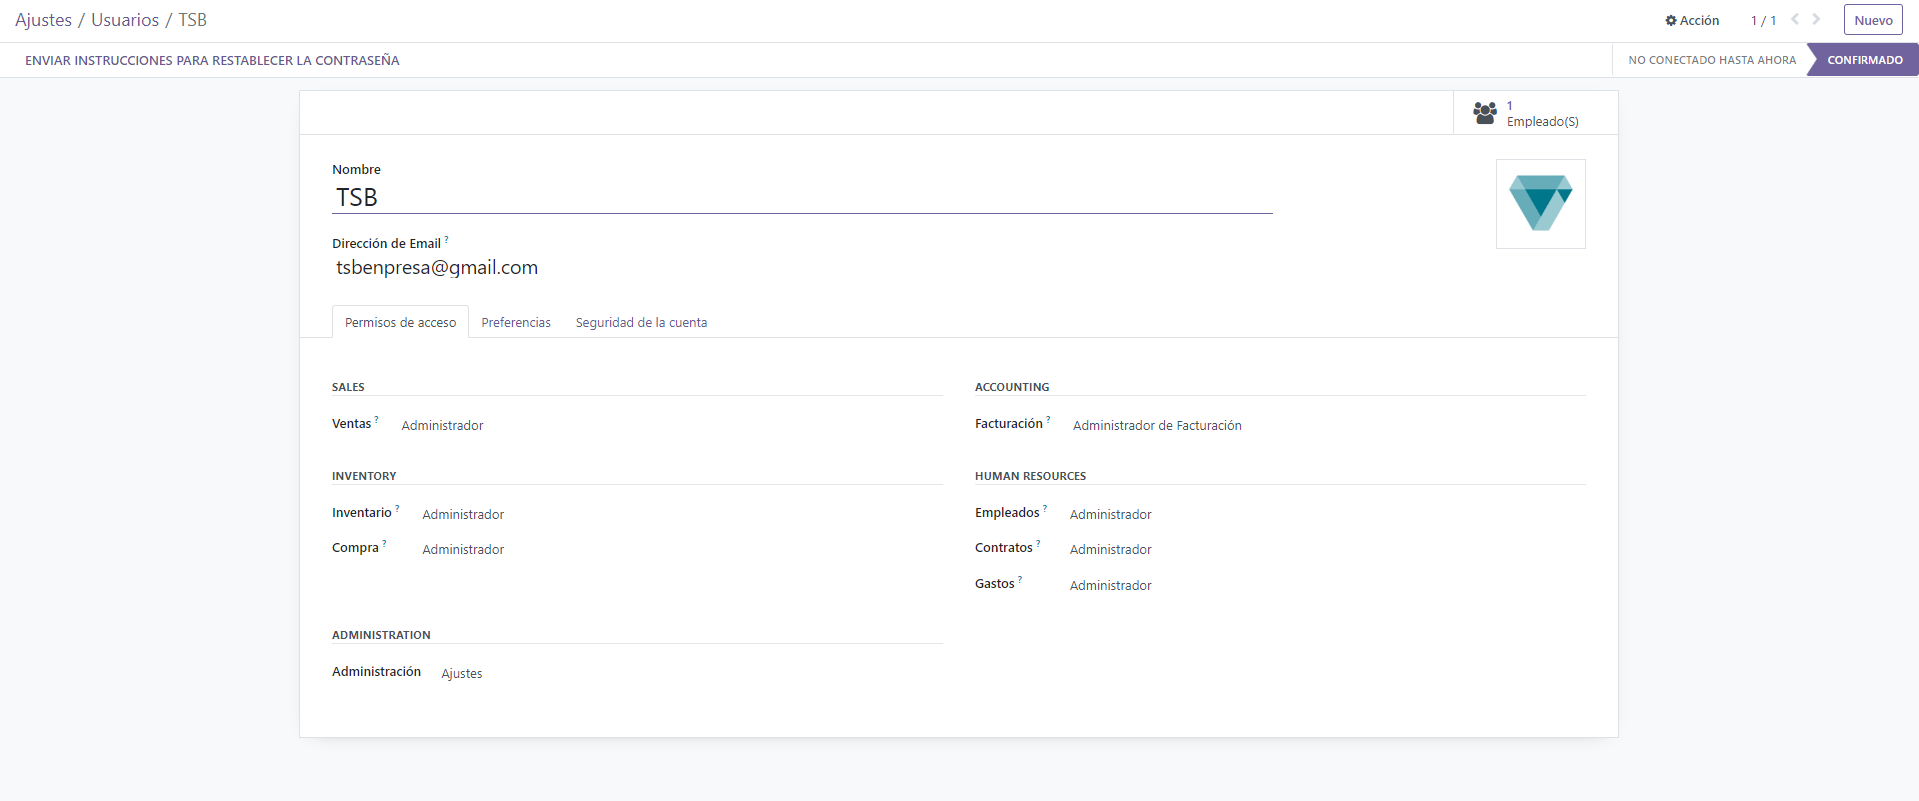 Ajustes / Usuarios / TSB
Acción
1 / 1
Nuevo
ENVIAR INSTRUCCIONES PARA RESTABLECER LA CONTRASEÑA
NO CONECTADO HASTA AHORA
CONFIRMADO
1
Empleado(S)
Nombre
TSB
Dirección de Email ?
tsbenpresa@gmail.com
Permisos de acceso
Preferencias
Seguridad de la cuenta
SALES
Ventas ? Administrador
ACCOUNTING
Facturación ? Administrador de Facturación
INVENTORY
Inventario ? Administrador
Compra ? Administrador
HUMAN RESOURCES
Empleados ? Administrador
Contratos ? Administrador
Gastos ? Administrador
ADMINISTRATION
Administración Ajustes